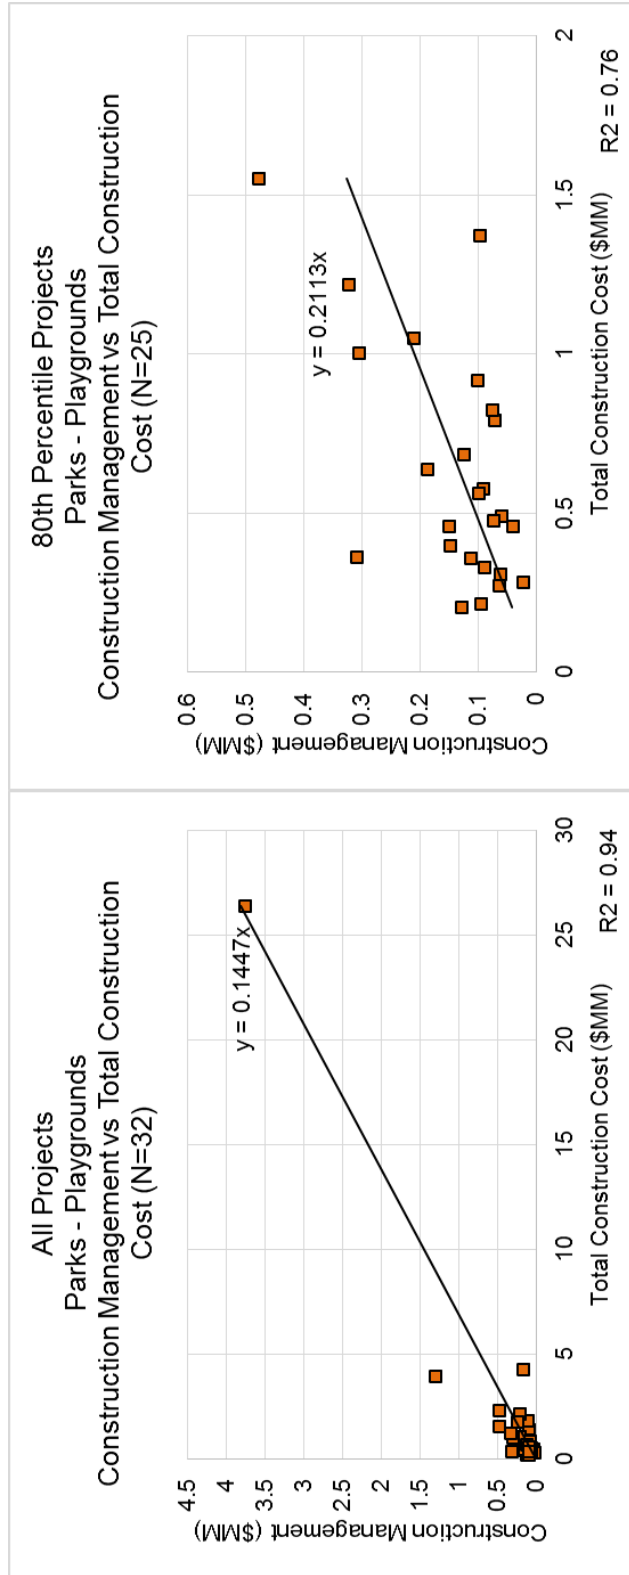 All Projects
Parks - Playgrounds
Construction Management vs Total Construction
Cost (N=32)
Construction Management ($MM)
4.5
4
3.5
3
2.5
2
1.5
1
0.5
0
y = 0.1447x
0
5
10
15
20
25
30
Total Construction Cost ($MM)
R2 = 0.94
80th Percentile Projects
Parks - Playgrounds
Construction Management vs Total Construction
Cost (N=25)
Construction Management ($MM)
0.6
0.5
0.4
0.3
0.2
0.1
0
y = 0.2113x
0
0.5
1
1.5
2
Total Construction Cost ($MM)
R2 = 0.76